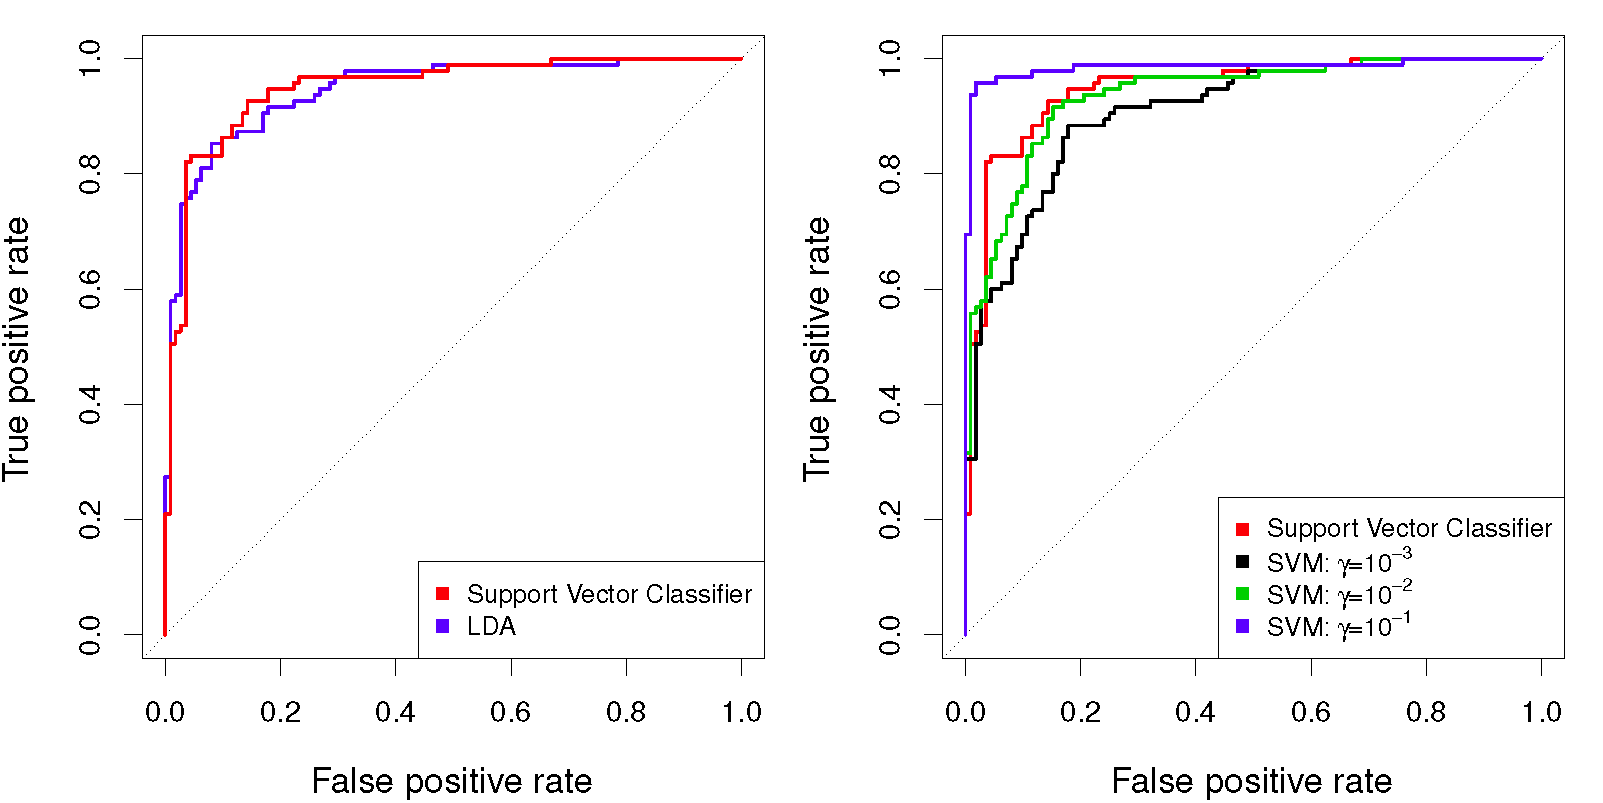 True positive rate
1.0
0.8
0.6
0.4
0.2
0.0
Support Vector Classifier
LDA
0.0 0.2 0.4 0.6 0.8 1.0
False positive rate
True positive rate
1.0
0.8
0.6
0.4
0.2
0.0
Support Vector Classifier
SVM: γ=10⁻³
SVM: γ=10⁻²
SVM: γ=10⁻¹
0.0 0.2 0.4 0.6 0.8 1.0
False positive rate